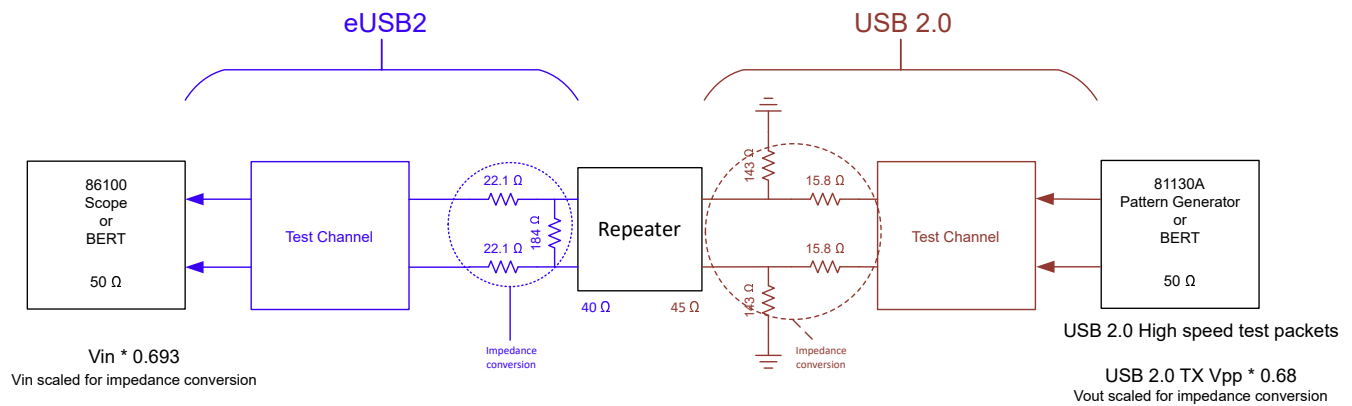 eUSB2
USB 2.0
86100
Scope
or
BERT
50 Ω
Test Channel
22.1 Ω
184 Ω
22.1 Ω
Repeater
40 Ω
45 Ω
143 Ω
15.8 Ω
15.8 Ω
143 Ω
Test Channel
81130A
Pattern Generator
or
BERT
50 Ω
Impedance
conversion
Impedance
conversion
USB 2.0 High speed test packets
Vin * 0.693
Vin scaled for impedance conversion
USB 2.0 TX Vpp * 0.68
Vout scaled for impedance conversion